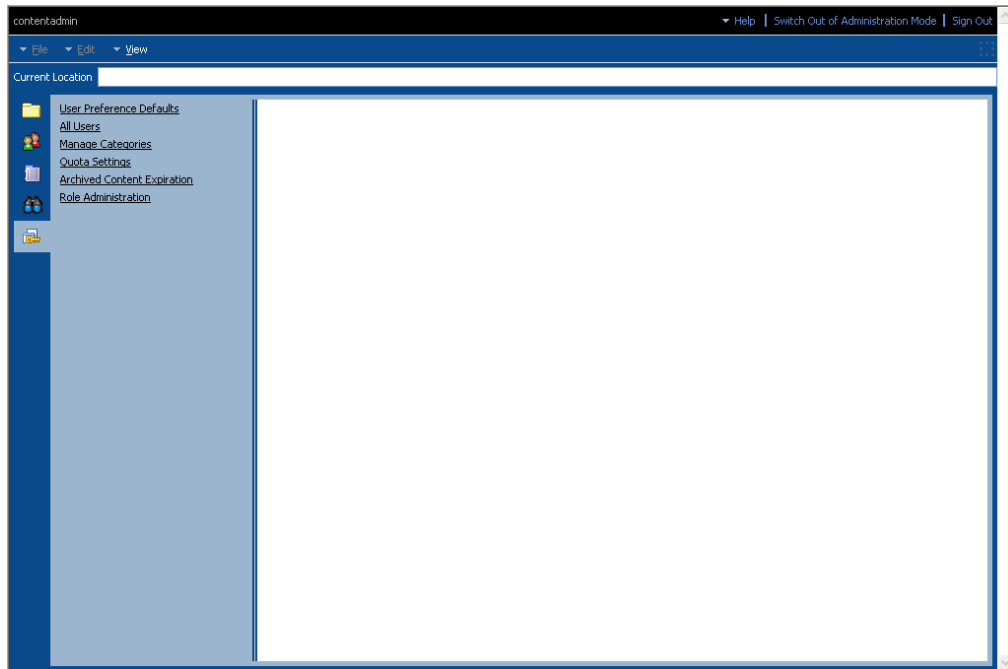 contentadmin Help Switch Out of Administration Mode Sign Out
File Edit View
Current Location
User Preference Defaults
All Users
Manage Categories
Quota Settings
Archived Content Expiration
Role Administration